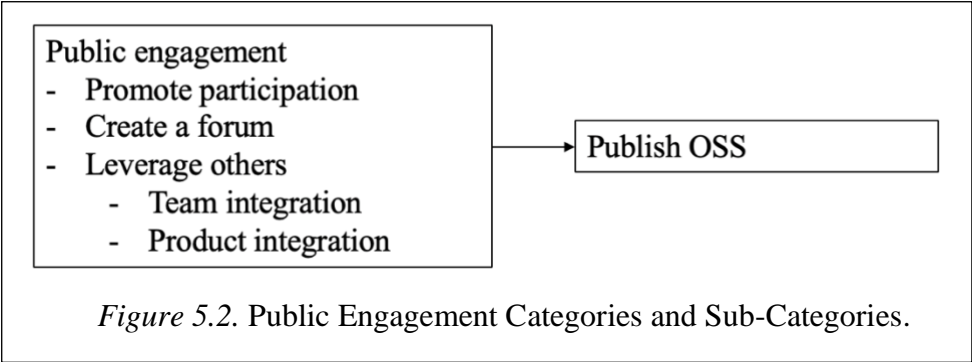 Public engagement
- Promote participation
- Create a forum
- Leverage others
- Team integration
- Product integration
Publish OSS
Figure 5.2. Public Engagement Categories and Sub-Categories.